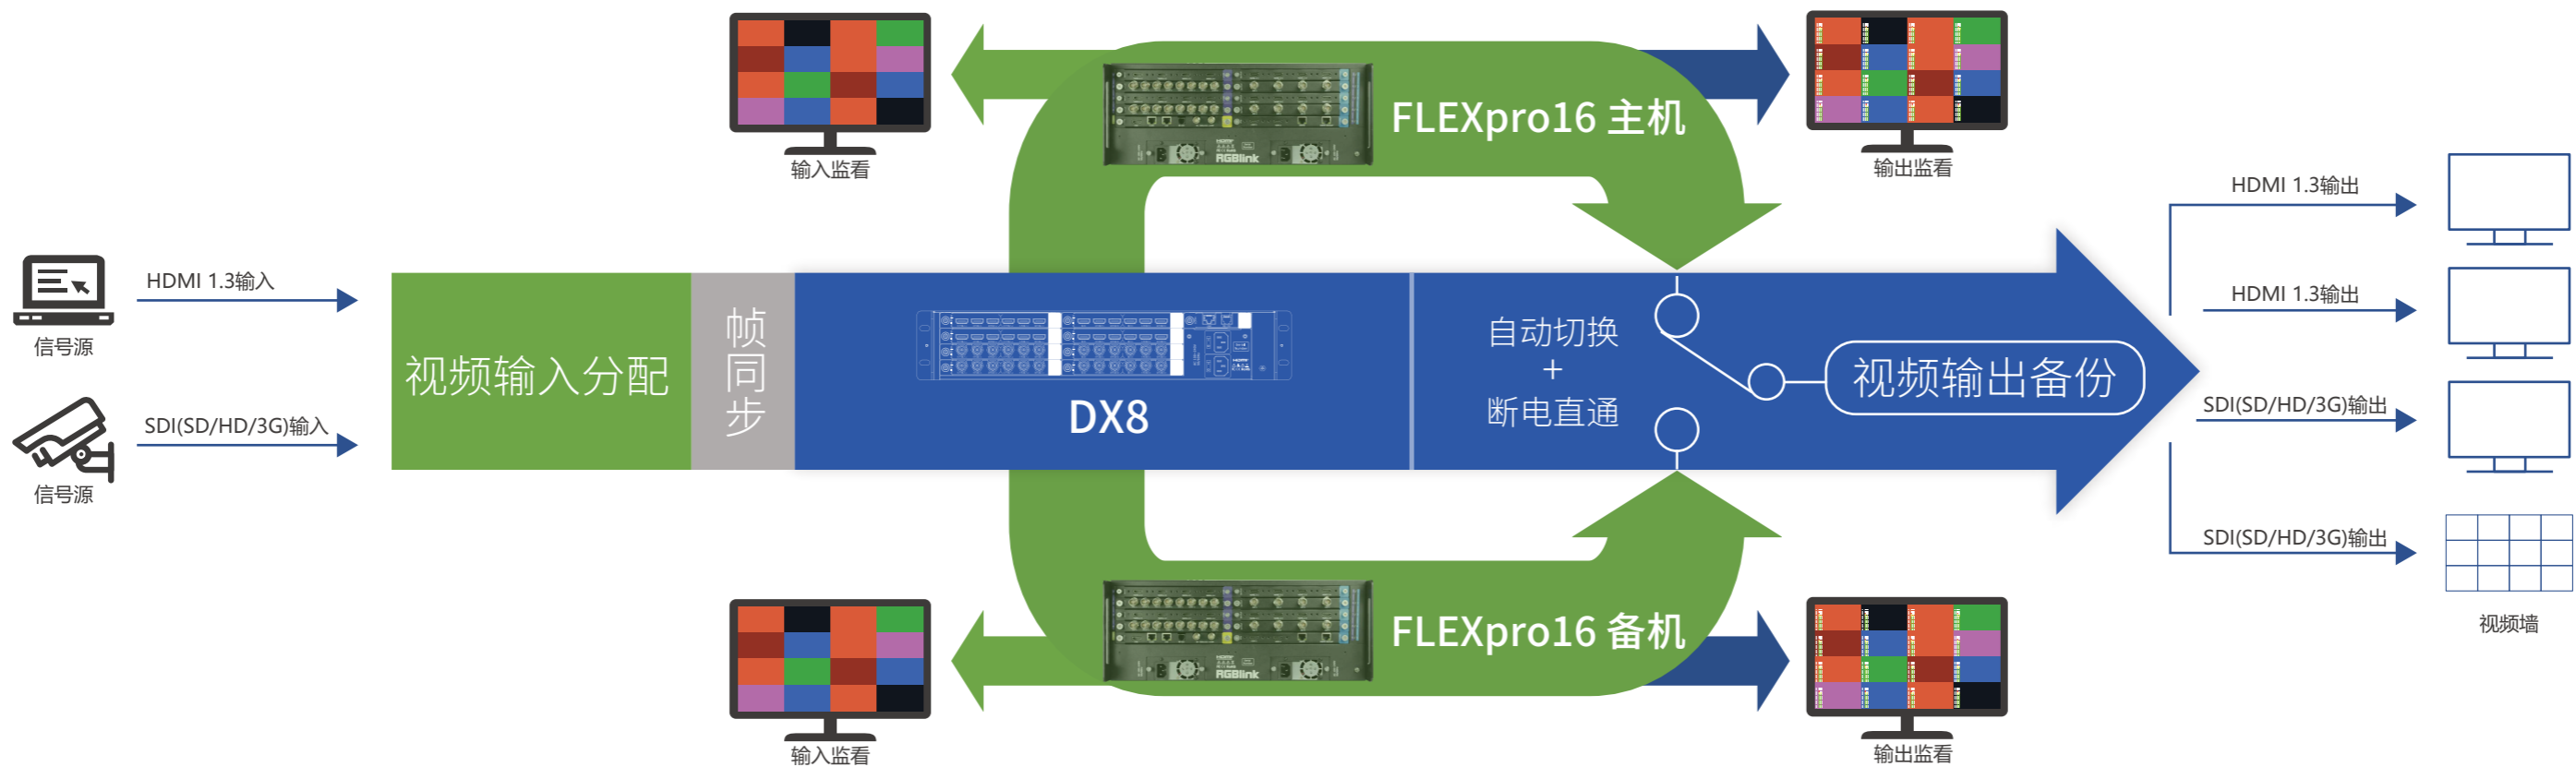 输入监看
RGBlink
FLEXpro16 主机
输出监看
HDMI 1.3输入
信号源
SDI(SD/HD/3G)输入
信号源
视频输入分配
帧同步
DX8
自动切换
+
断电直通
视频输出备份
HDMI 1.3输出
HDMI 1.3输出
SDI(SD/HD/3G)输出
SDI(SD/HD/3G)输出
视频墙
输入监看
RGBlink
FLEXpro16 备机
输出监看